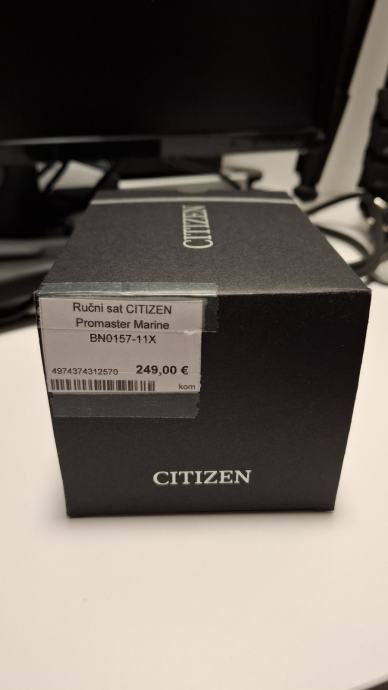 CITIZEN
Ručni sat CITIZEN
Promaster Marine
BN0157-11X
4974374312570 249,00 €
kom
CITIZEN